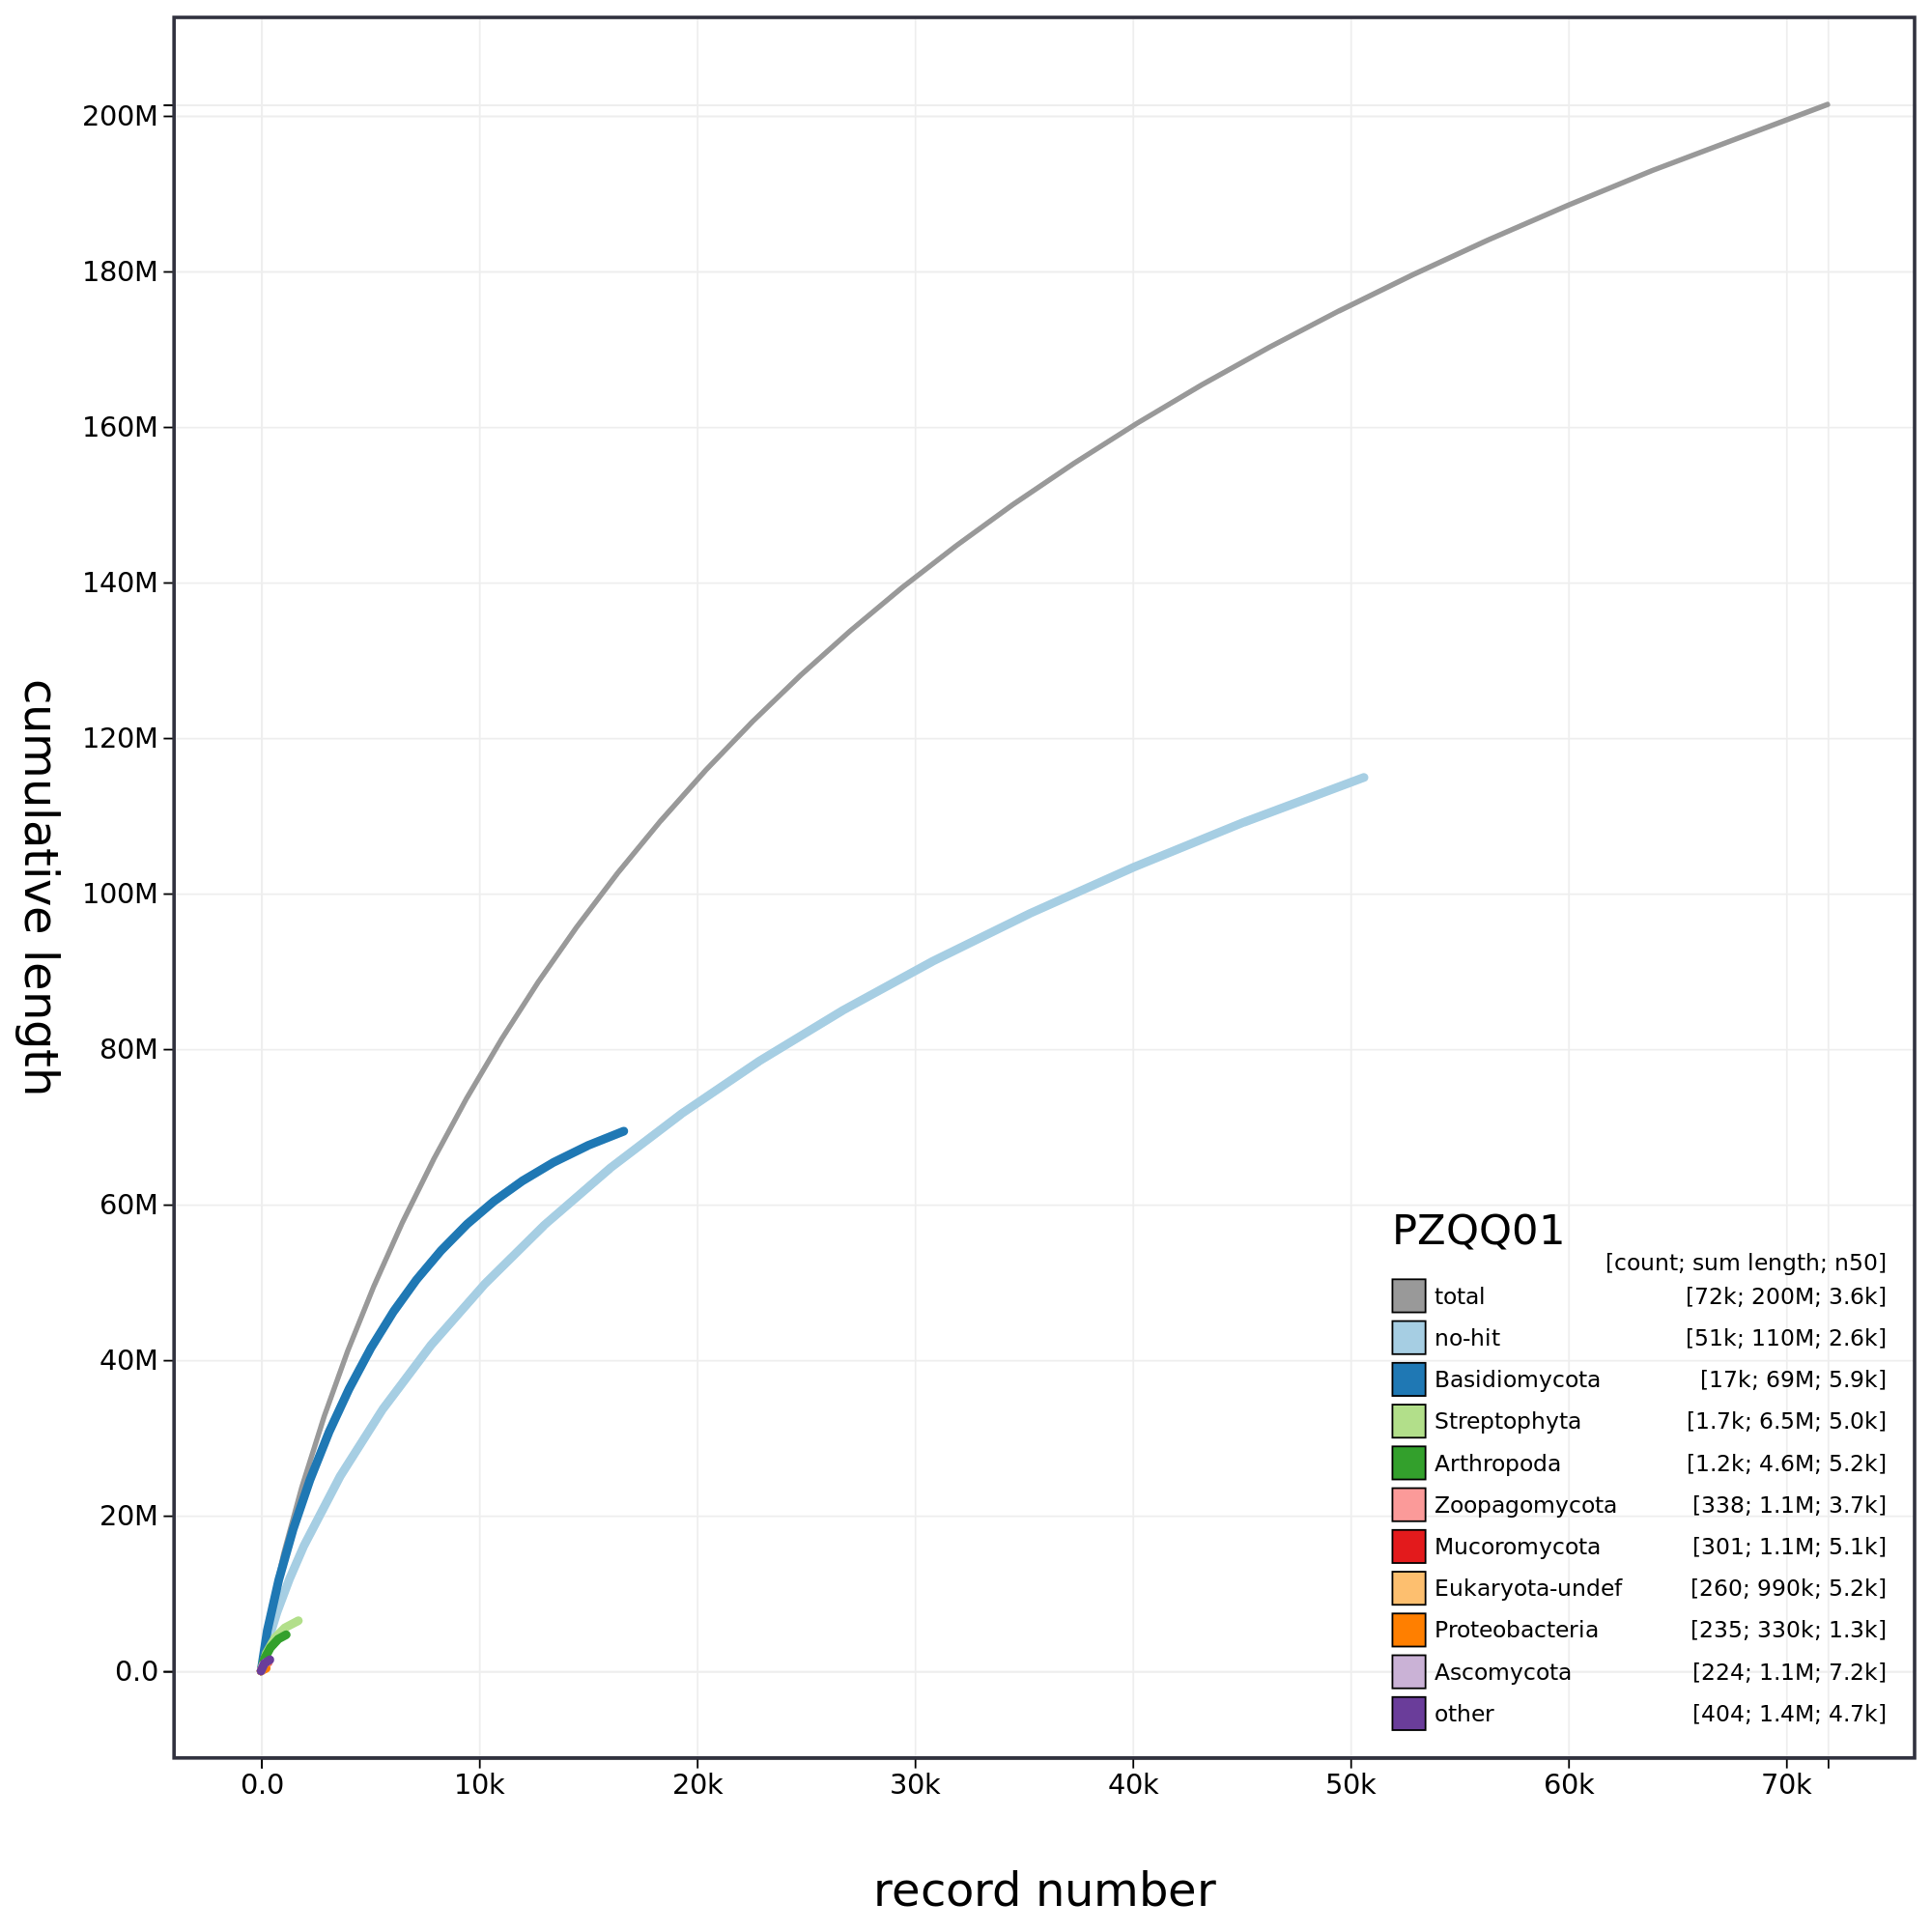 200M
180M
160M
140M
120M
100M
80M
60M
40M
20M
0.0
cumulative length
0.0 10k 20k 30k 40k 50k 60k 70k
record number
PZQQ01
[count; sum length; n50]
total [72k; 200M; 3.6k]
no-hit [51k; 110M; 2.6k]
Basidiomycota [17k; 69M; 5.9k]
Streptophyta [1.7k; 6.5M; 5.0k]
Arthropoda [1.2k; 4.6M; 5.2k]
Zoopagomycota [338; 1.1M; 3.7k]
Mucoromycota [301; 1.1M; 5.1k]
Eukaryota-undef [260; 990k; 5.2k]
Proteobacteria [235; 330k; 1.3k]
Ascomycota [224; 1.1M; 7.2k]
other [404; 1.4M; 4.7k]